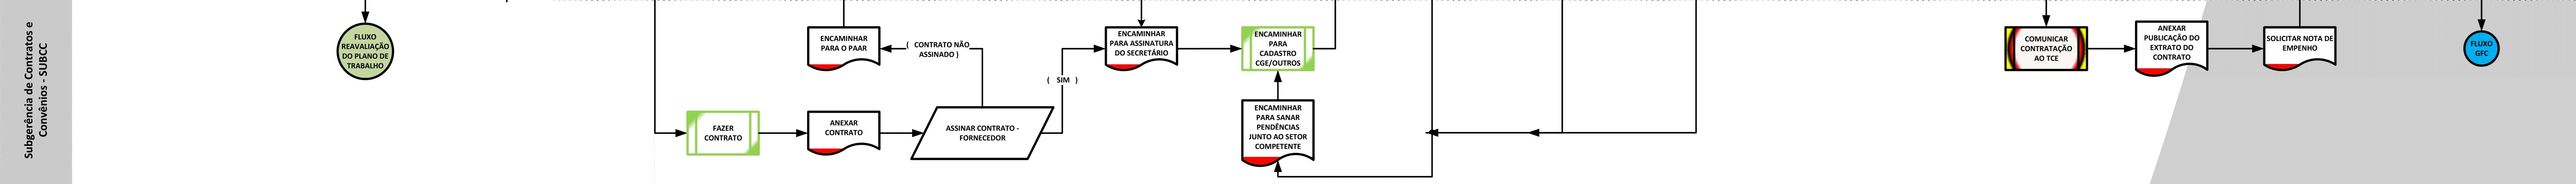 Subgerência de Contratos e
Convênios - SUBCC
FLUXO
REAVALIAÇÃO
DO PLANO DE
TRABALHO
ENCAMINHAR
PARA O PAAR
( CONTRATO NÃO
ASSINADO )
FAZER
CONTRATO
ANEXAR
CONTRATO
ASSINAR CONTRATO -
FORNECEDOR
( SIM )
ENCAMINHAR
PARA ASSINATURA
DO SECRETÁRIO
ENCAMINHAR
PARA
CADASTRO
CGE/OUTROS
ENCAMINHAR
PARA SANAR
PENDÊNCIAS
JUNTO AO SETOR
COMPETENTE
COMUNICAR
CONTRATAÇÃO
AO TCE
ANEXAR
PUBLICAÇÃO DO
EXTRATO DO
CONTRATO
SOLICITAR NOTA DE
EMPENHO
FLUXO
GFC